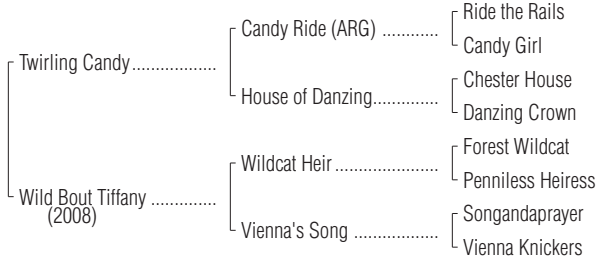 Ride the Rails
Candy Ride (ARG) ............
Candy Girl
Twirling Candy..................
Chester House
House of Danzing..............
Danzing Crown
Forest Wildcat
Wildcat Heir ......................
Penniless Heiress
Wild Bout Tiffany ..............
(2008)
Songandaprayer
Vienna's Song ..................
Vienna Knickers